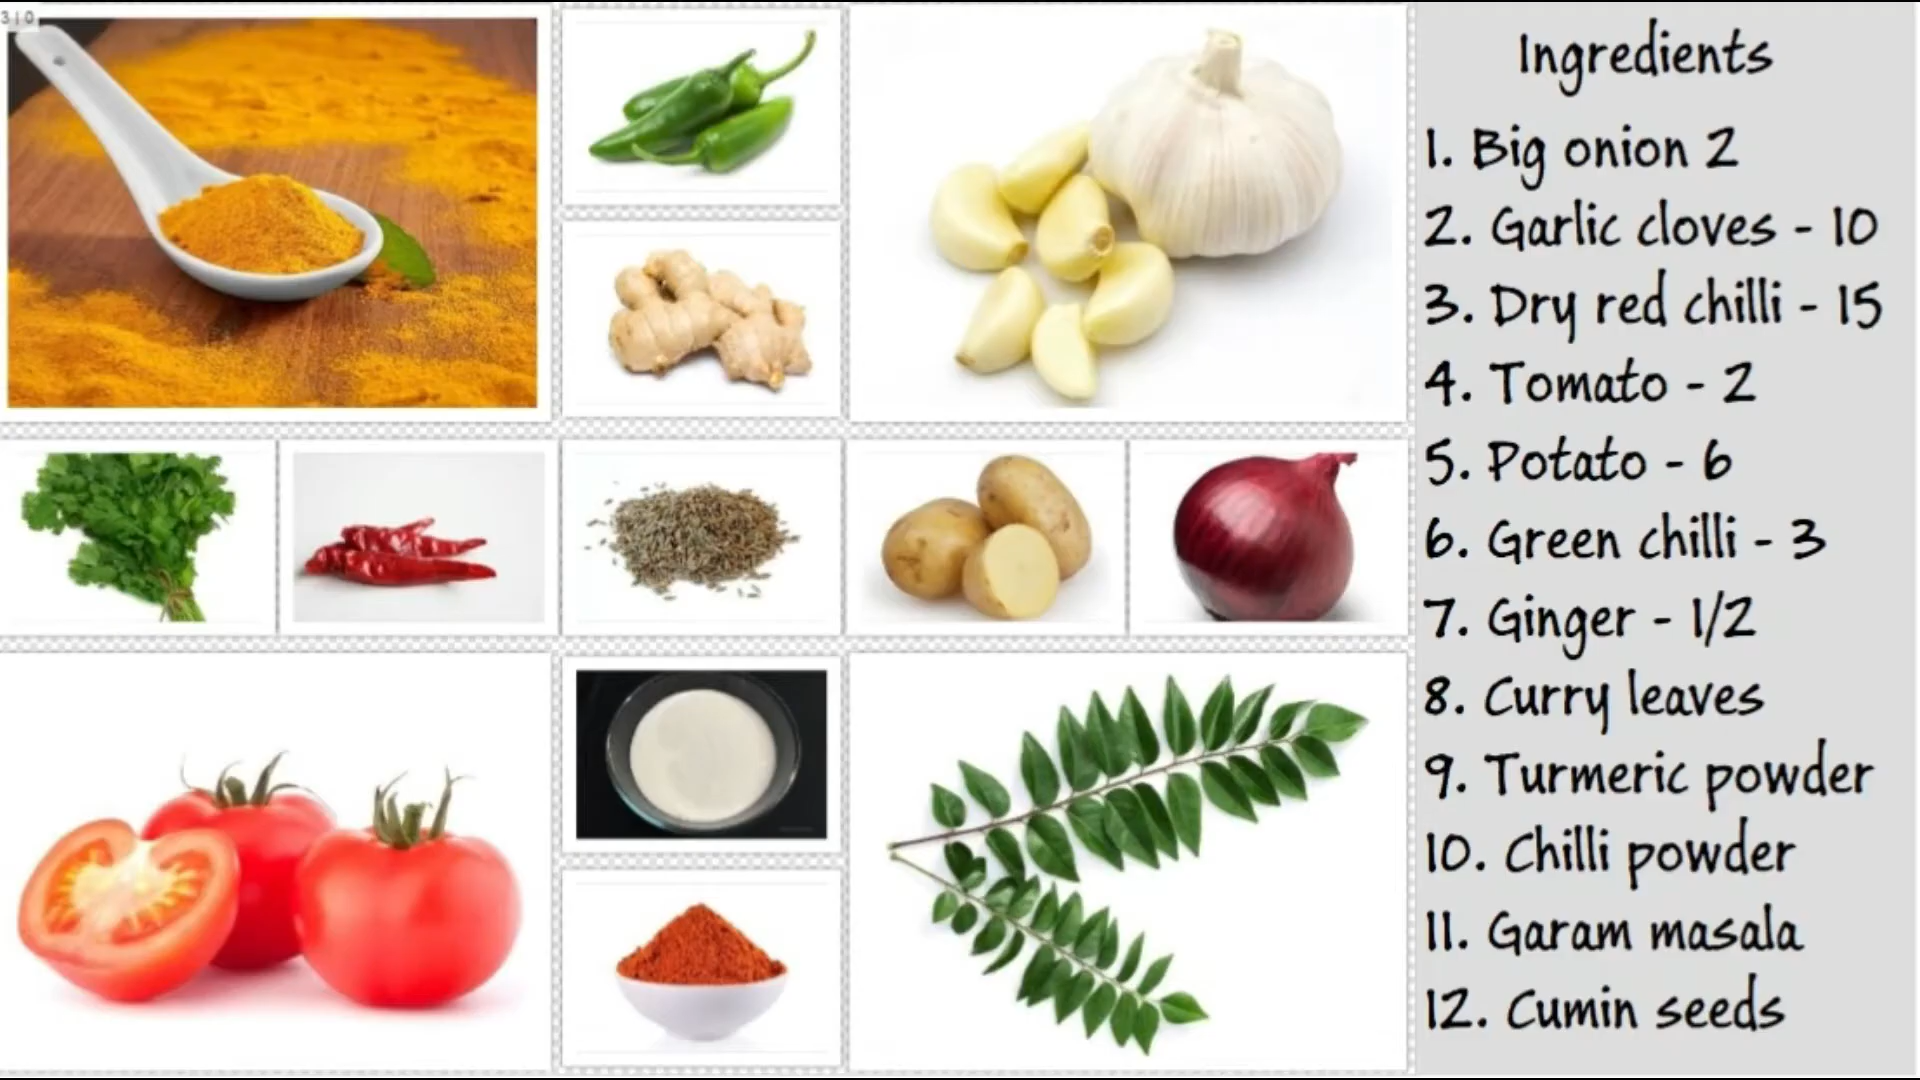 310
Ingredients
1. Big onion 2
2. Garlic cloves - 10
3. Dry red chilli - 15
4. Tomato - 2
5. Potato - 6
6. Green chilli - 3
7. Ginger - 1/2
8. Curry leaves
9. Turmeric powder
10. Chilli powder
11. Garam masala
12. Cumin seeds